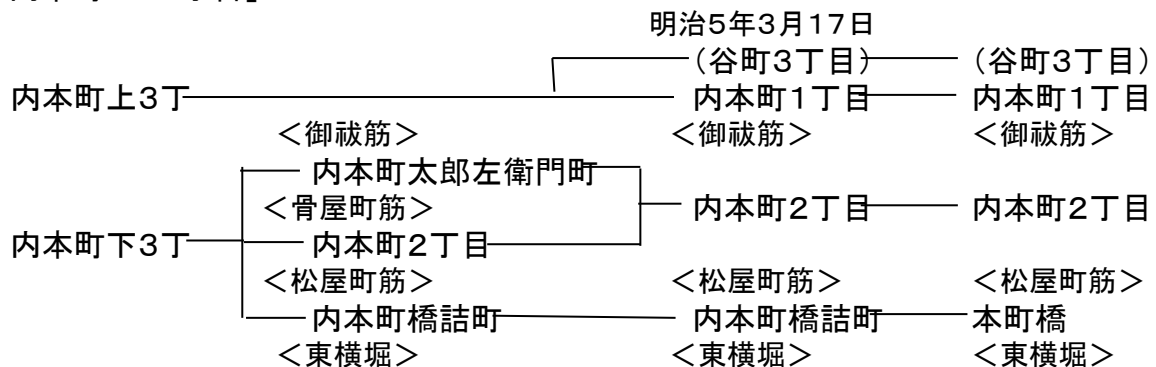 明治5年3月17日
(谷町3丁目) (谷町3丁目)
内本町上3丁 内本町1丁目 内本町1丁目
<御祓筋> <御祓筋> <御祓筋>
内本町太郎左衛門町
<骨屋町筋> 内本町2丁目 内本町2丁目
内本町下3丁 内本町2丁目
<松屋町筋> <松屋町筋> <松屋町筋>
内本町橋詰町 内本町橋詰町 本町橋
<東横堀> <東横堀> <東横堀>